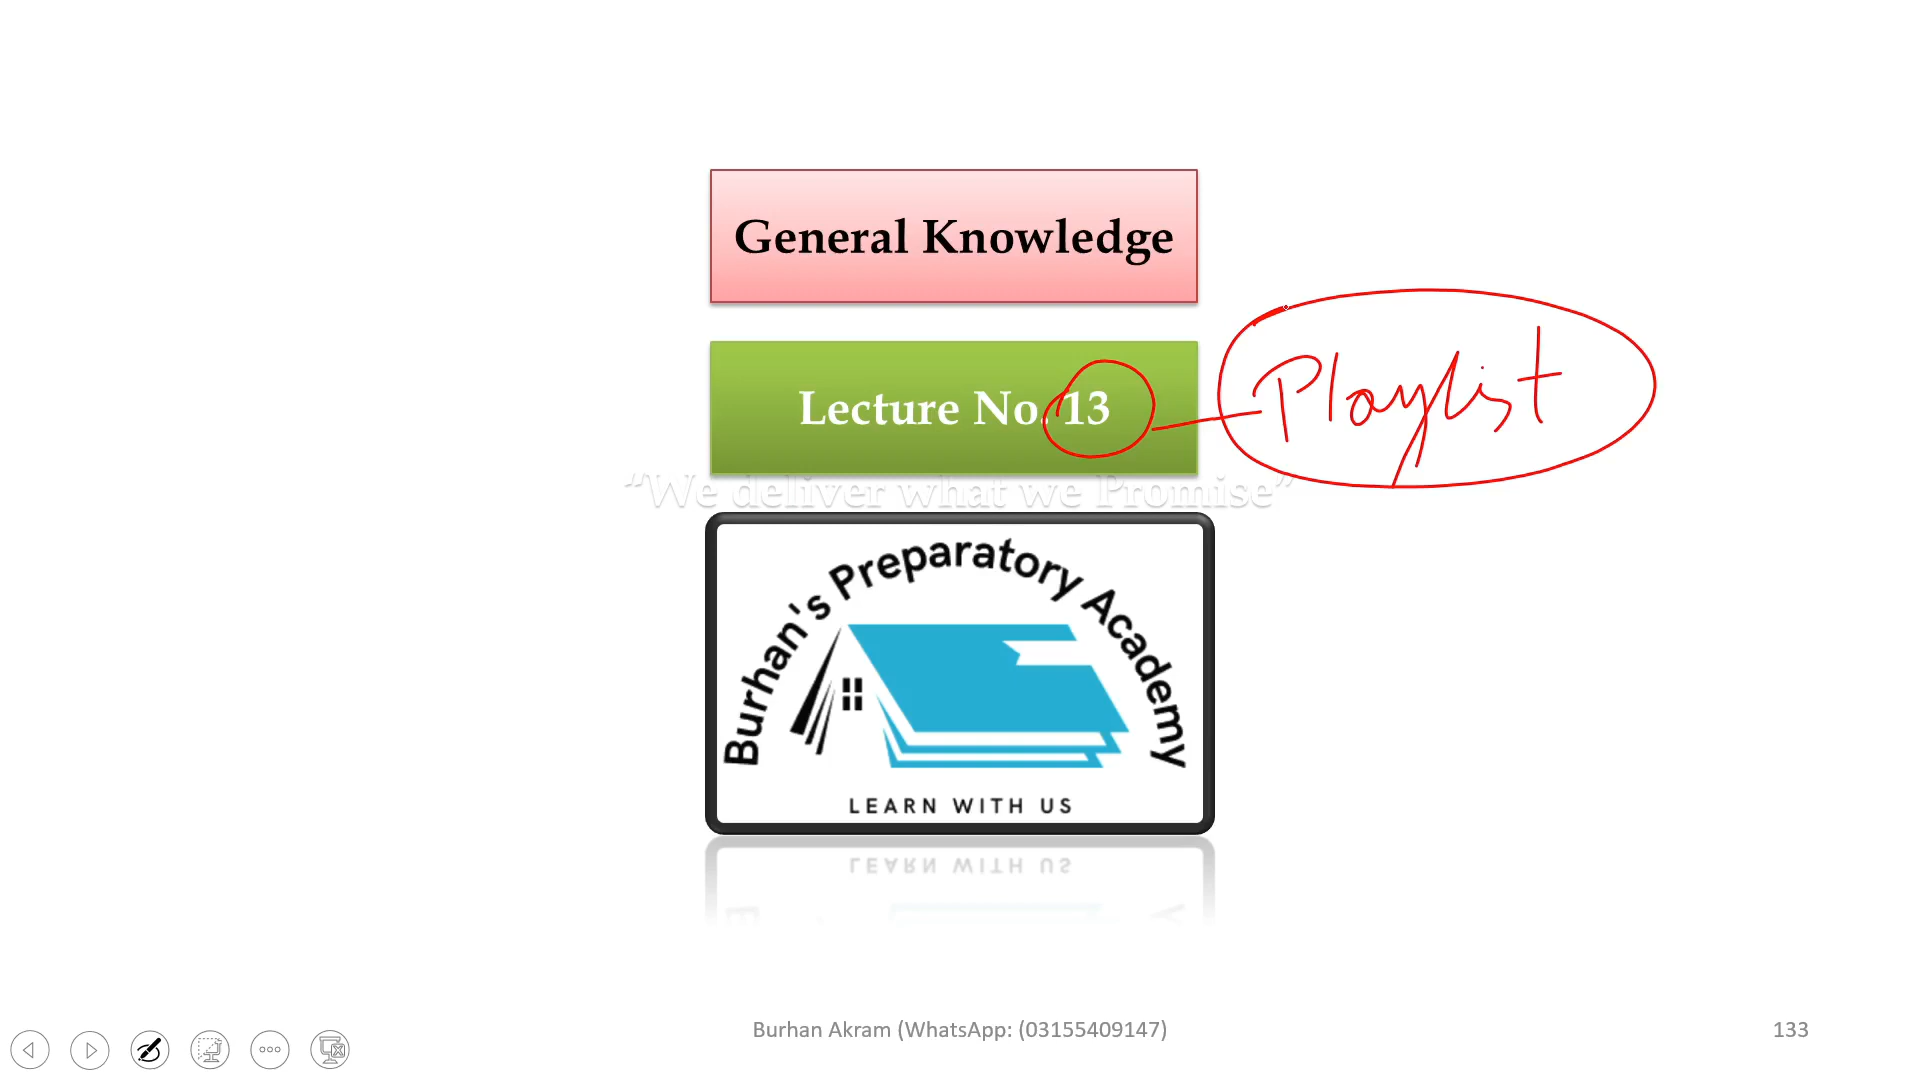 General Knowledge
Lecture No. 13
Playlist
“We deliver what we Promise”
Burhan's Preparatory Academy
LEARN WITH US
Burhan Akram (WhatsApp: (03155409147)
133